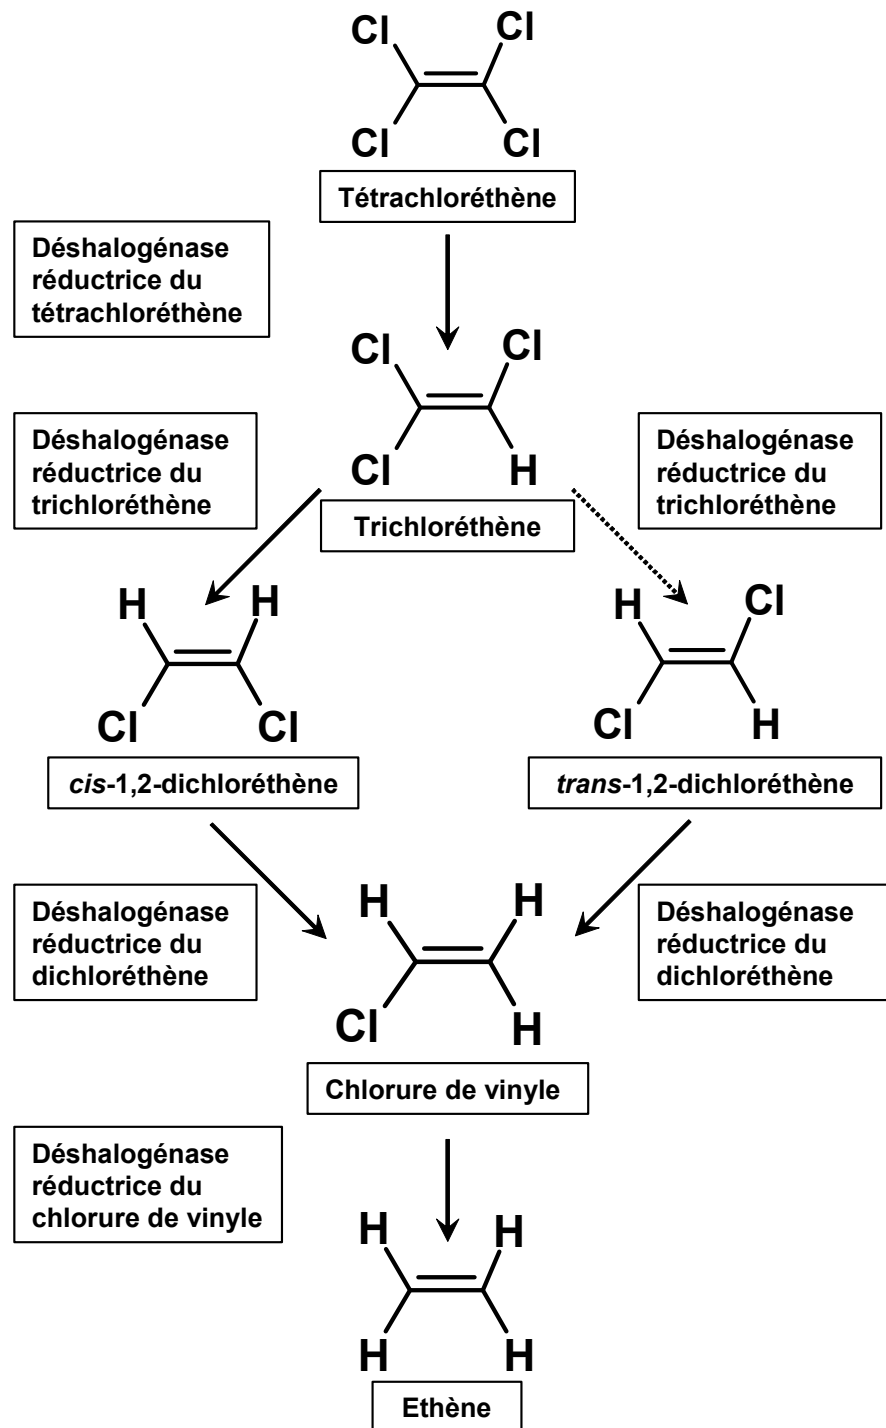 Cl Cl
Cl Cl
Tétrachloréthène
Déshalogénase
réductrice du
tétrachloréthène
Cl Cl
Cl H
Trichloréthène
Déshalogénase
réductrice du
trichloréthène
Déshalogénase
réductrice du
trichloréthène
H H
Cl Cl
cis-1,2-dichloréthène
H Cl
Cl H
trans-1,2-dichloréthène
Déshalogénase
réductrice du
dichloréthène
Déshalogénase
réductrice du
dichloréthène
H H
Cl H
Chlorure de vinyle
Déshalogénase
réductrice du
chlorure de vinyle
H H
H H
Ethène